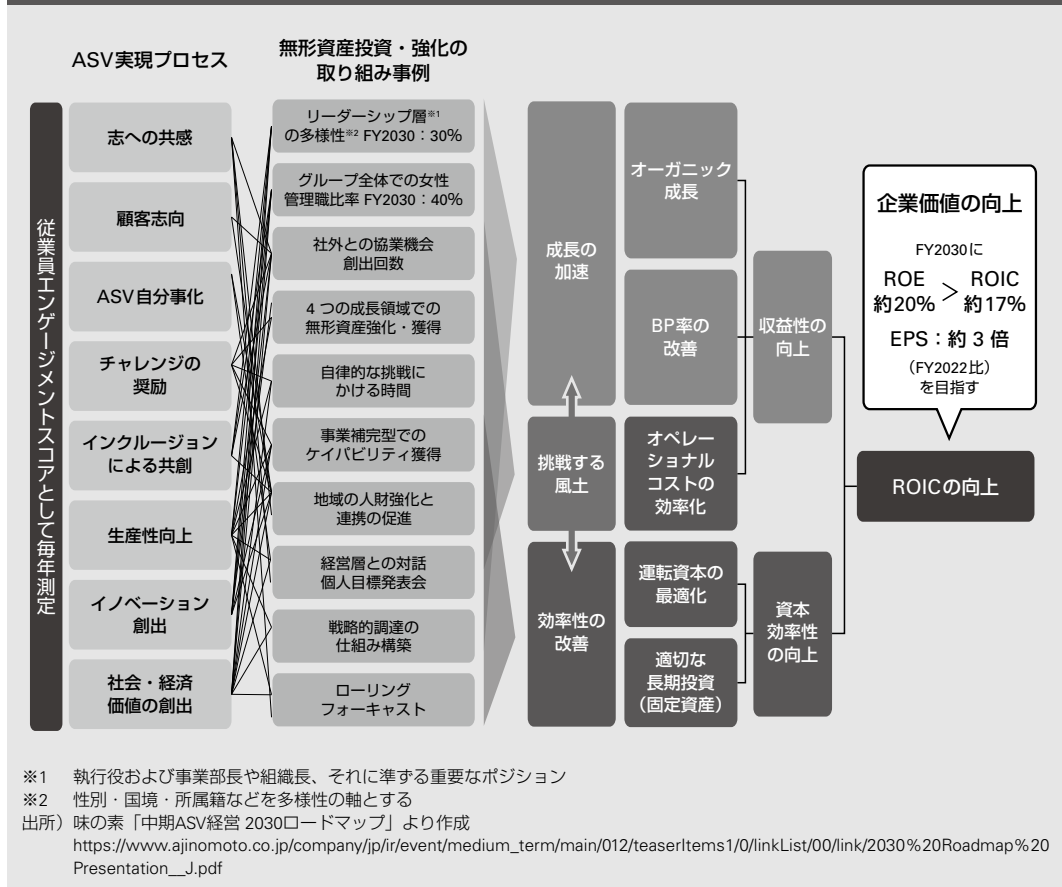 ASV実現プロセス
無形資産投資・強化の
取り組み事例
従業員エンゲージメントスコアとして毎年測定
志への共感
顧客志向
ASV自分事化
チャレンジの
奨励
インクルージョン
による共創
生産性向上
イノベーション
創出
社会・経済
価値の創出
リーダーシップ層※1
の多様性※2 FY2030：30％
グループ全体での女性
管理職比率 FY2030：40％
社外との協業機会
創出回数
4 つの成長領域での
無形資産強化・獲得
自律的な挑戦に
かける時間
事業補完型での
ケイパビリティ獲得
地域の人財強化と
連携の促進
経営層との対話
個人目標発表会
戦略的調達の
仕組み構築
ローリング
フォーキャスト
成長の
加速
挑戦する
風土
効率性の
改善
オーガニック
成長
BP率の
改善
オペレー
ショナル
コストの
効率化
運転資本の
最適化
適切な
長期投資
（固定資産）
収益性の
向上
資本
効率性
の向上
企業価値の向上
FY2030に
ROE ＞ ROIC
約20％ 約17％
EPS：約 3 倍
（FY2022比）
を目指す
ROICの向上
※1 執行役および事業部長や組織長、それに準ずる重要なポジション
※2 性別・国境・所属籍などを多様性の軸とする
出所）味の素「中期ASV経営 2030ロードマップ」より作成
https://www.ajinomoto.co.jp/company/jp/ir/event/medium_term/main/012/teaserItems1/0/linkList/00/link/2030％20Roadmap％20
Presentation__J.pdf